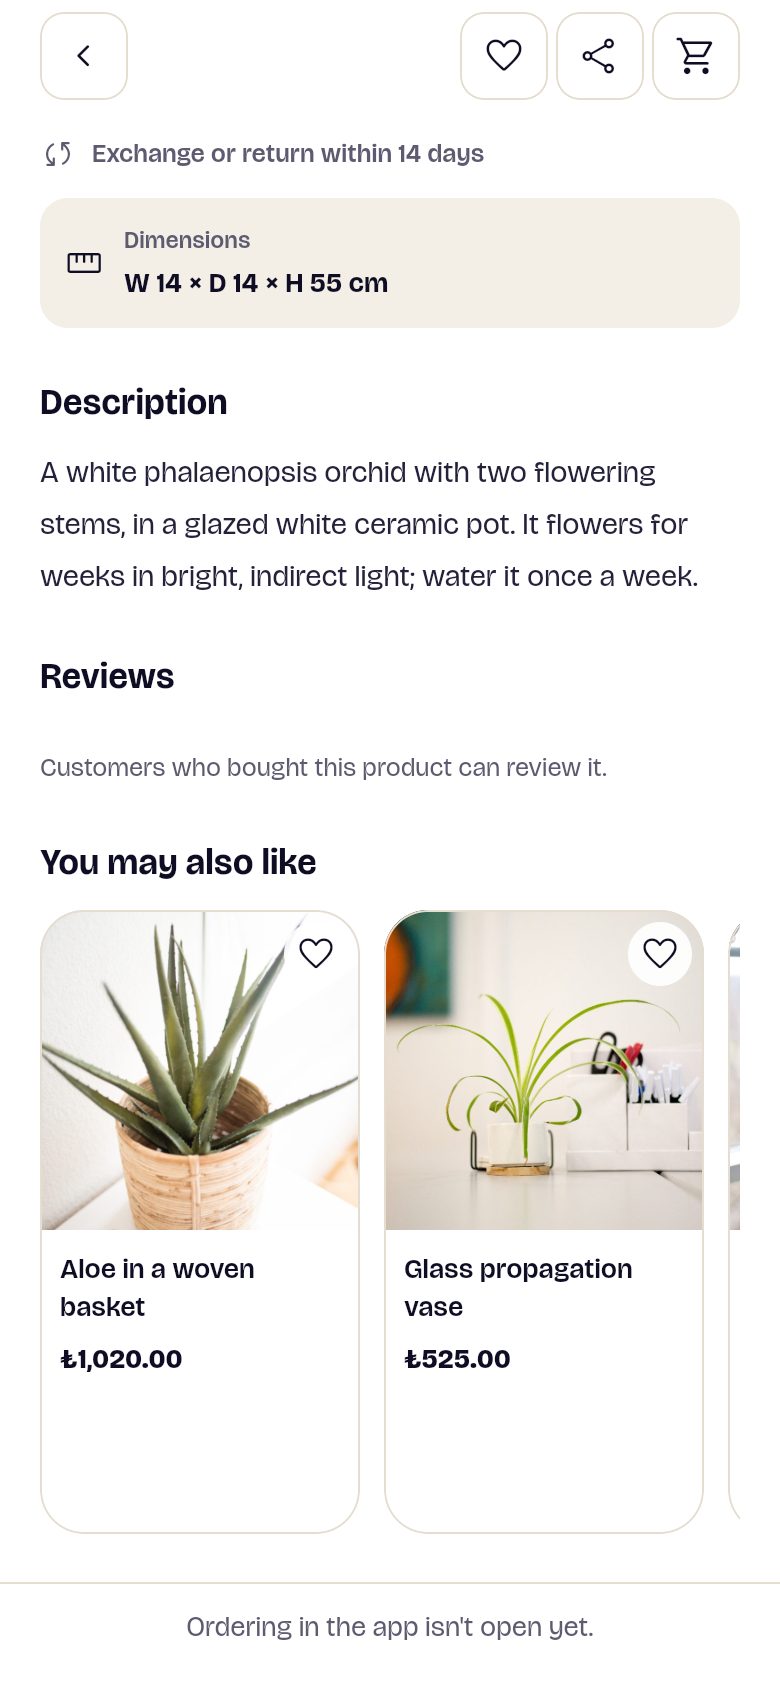 Exchange or return within 14 days
Dimensions
W 14 × D 14 × H 55 cm
Description
A white phalaenopsis orchid with two flowering
stems, in a glazed white ceramic pot. It flowers for
weeks in bright, indirect light; water it once a week.
Reviews
Customers who bought this product can review it.
You may also like
Aloe in a woven
basket
₺1,020.00
Glass propagation
vase
₺525.00
Ordering in the app isn't open yet.